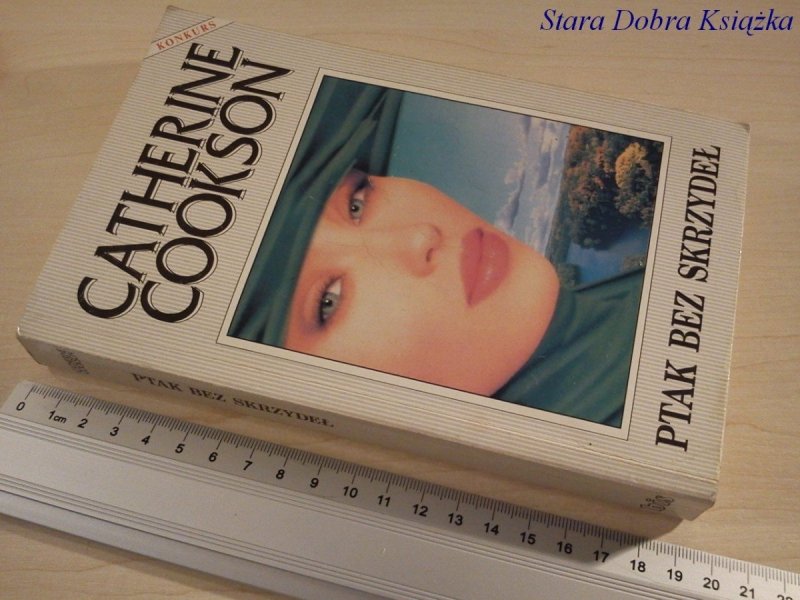 Stara Dobra Książka
KONKURS
CATHERINE
COOKSON
PTAK BEZ SKRZYDEŁ
PTAK BEZ SKRZYDEŁ
0 1cm 2 3 4 5 6 7 8 9 10 11 12 13 14 15 16 17 18 19 20 21 22